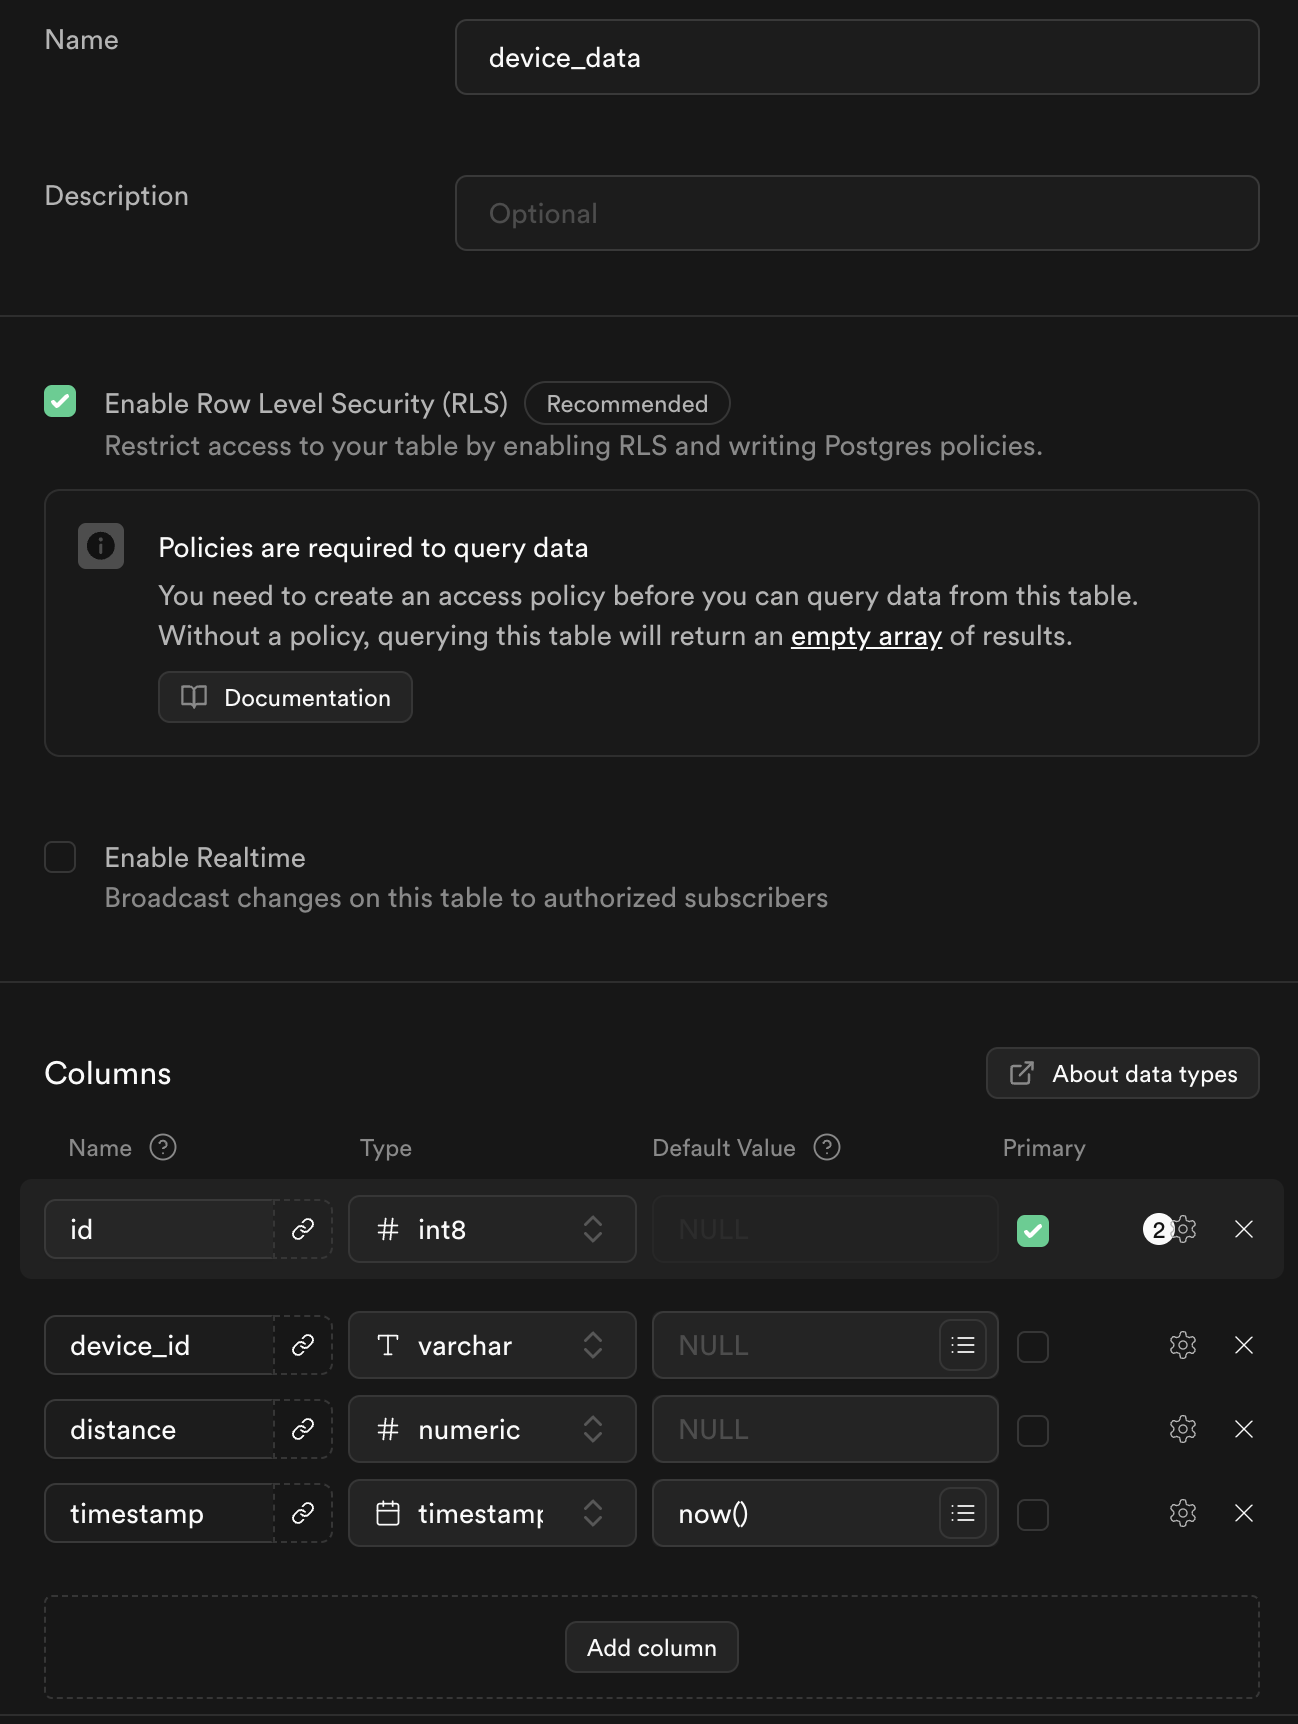 Name
device_data
Description
Optional
Enable Row Level Security (RLS) Recommended
Restrict access to your table by enabling RLS and writing Postgres policies.
Policies are required to query data
You need to create an access policy before you can query data from this table.
Without a policy, querying this table will return an empty array of results.
Documentation
Enable Realtime
Broadcast changes on this table to authorized subscribers
Columns
About data types
Name ? Type Default Value ? Primary
id # int8 NULL 2
device_id T varchar NULL
distance # numeric NULL
timestamp timestamp now()
Add column